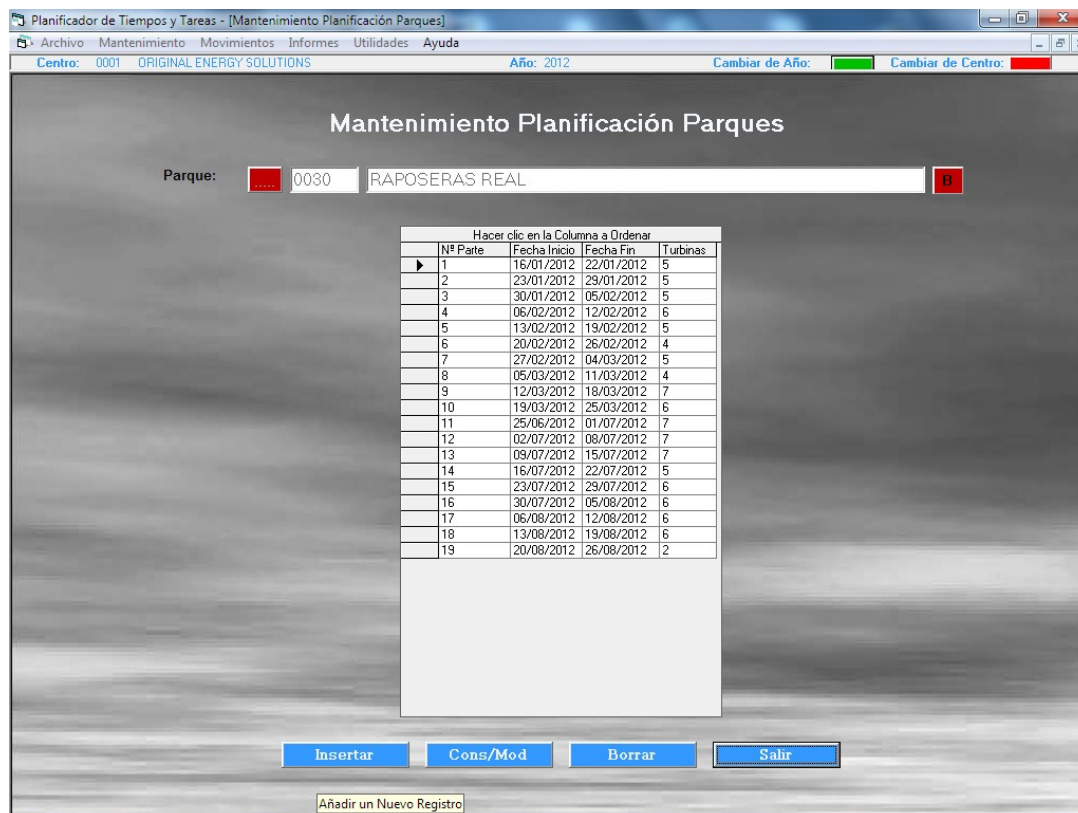 Planificador de Tiempos y Tareas - [Mantenimiento Planificación Parques]
Archivo Mantenimiento Movimientos Informes Utilidades Ayuda
Centro: 0001 ORIGINAL ENERGY SOLUTIONS Año: 2012 Cambiar de Año: Cambiar de Centro:
Mantenimiento Planificación Parques
Parque: ..... 0030 RAPOSERAS REAL B
Hacer clic en la Columna a Ordenar
Nº Parte Fecha Inicio Fecha Fin Turbinas
1 16/01/2012 22/01/2012 5
2 23/01/2012 29/01/2012 5
3 30/01/2012 05/02/2012 5
4 06/02/2012 12/02/2012 6
5 13/02/2012 19/02/2012 5
6 20/02/2012 26/02/2012 4
7 27/02/2012 04/03/2012 5
8 05/03/2012 11/03/2012 4
9 12/03/2012 18/03/2012 7
10 19/03/2012 25/03/2012 6
11 25/06/2012 01/07/2012 7
12 02/07/2012 08/07/2012 7
13 09/07/2012 15/07/2012 7
14 16/07/2012 22/07/2012 5
15 23/07/2012 29/07/2012 6
16 30/07/2012 05/08/2012 6
17 06/08/2012 12/08/2012 6
18 13/08/2012 19/08/2012 6
19 20/08/2012 26/08/2012 2
Insertar Cons/Mod Borrar Salir
Añadir un Nuevo Registro